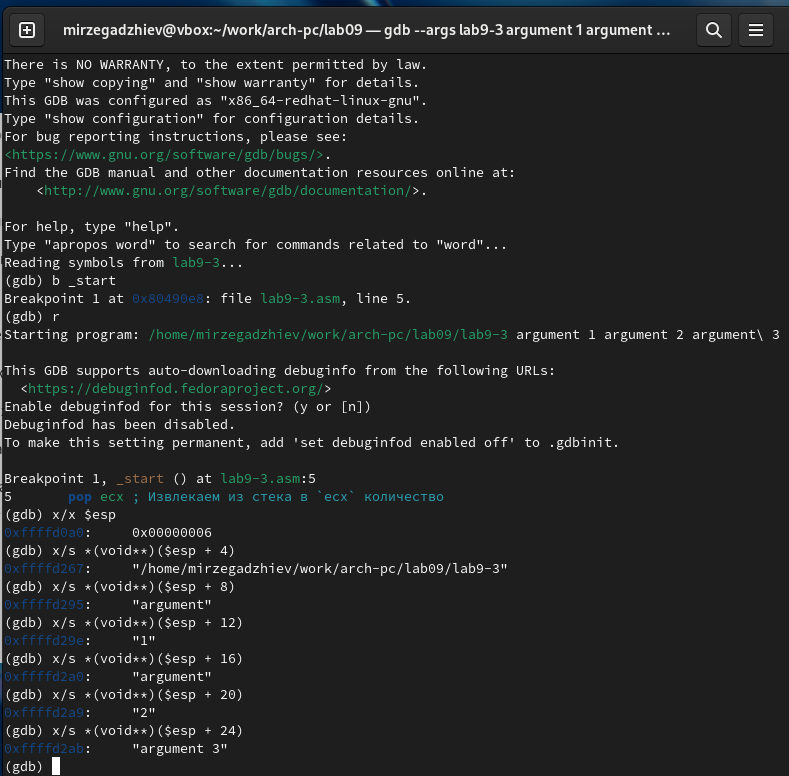 mirzegadzhiev@vbox:~/work/arch-pc/lab09 — gdb --args lab9-3 argument 1 argument ...
There is NO WARRANTY, to the extent permitted by law.
Type "show copying" and "show warranty" for details.
This GDB was configured as "x86_64-redhat-linux-gnu".
Type "show configuration" for configuration details.
For bug reporting instructions, please see:
<https://www.gnu.org/software/gdb/bugs/>.
Find the GDB manual and other documentation resources online at:
    <http://www.gnu.org/software/gdb/documentation/>.

For help, type "help".
Type "apropos word" to search for commands related to "word"...
Reading symbols from lab9-3...
(gdb) b _start
Breakpoint 1 at 0x80490e8: file lab9-3.asm, line 5.
(gdb) r
Starting program: /home/mirzegadzhiev/work/arch-pc/lab09/lab9-3 argument 1 argument 2 argument\ 3

This GDB supports auto-downloading debuginfo from the following URLs:
  <https://debuginfod.fedoraproject.org/>
Enable debuginfod for this session? (y or [n])
Debuginfod has been disabled.
To make this setting permanent, add 'set debuginfod enabled off' to .gdbinit.

Breakpoint 1, _start () at lab9-3.asm:5
5       pop ecx ; Извлекаем из стека в `ecx` количество
(gdb) x/x $esp
0xffffd0a0:     0x00000006
(gdb) x/s *(void**)($esp + 4)
0xffffd267:     "/home/mirzegadzhiev/work/arch-pc/lab09/lab9-3"
(gdb) x/s *(void**)($esp + 8)
0xffffd295:     "argument"
(gdb) x/s *(void**)($esp + 12)
0xffffd29e:     "1"
(gdb) x/s *(void**)($esp + 16)
0xffffd2a0:     "argument"
(gdb) x/s *(void**)($esp + 20)
0xffffd2a9:     "2"
(gdb) x/s *(void**)($esp + 24)
0xffffd2ab:     "argument 3"
(gdb)